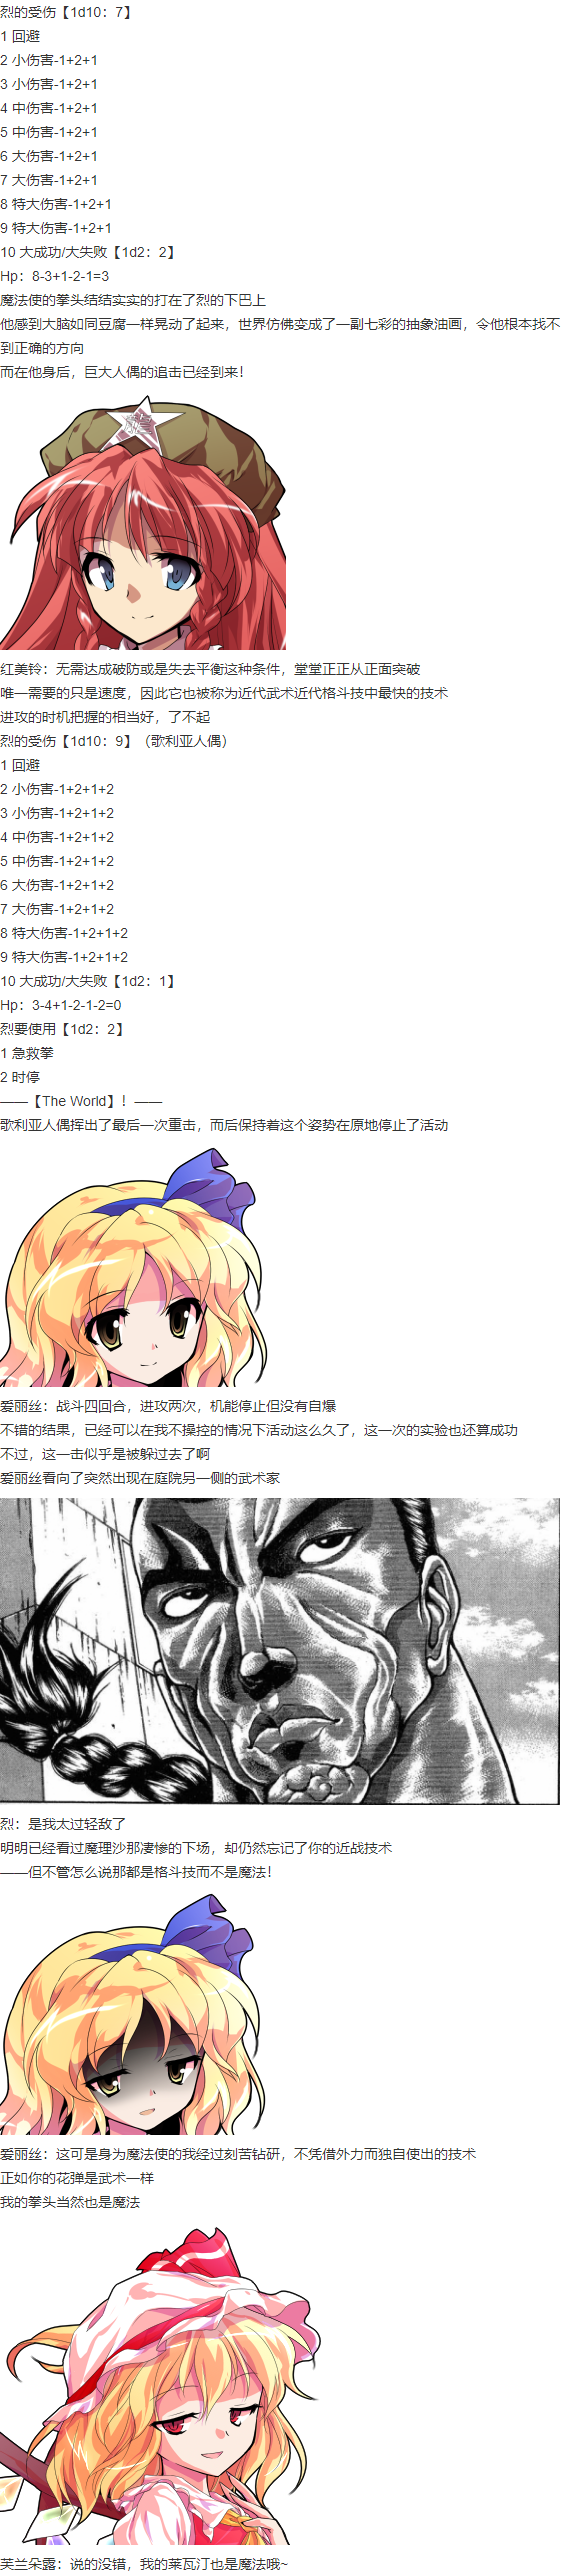 烈的受伤【1d10：7】
1 回避
2 小伤害-1+2+1
3 小伤害-1+2+1
4 中伤害-1+2+1
5 中伤害-1+2+1
6 大伤害-1+2+1
7 大伤害-1+2+1
8 特大伤害-1+2+1
9 特大伤害-1+2+1
10 大成功/大失败【1d2：2】
Hp：8-3+1-2-1=3
魔法使的拳头结结实实的打在了烈的下巴上
他感到大脑如同豆腐一样晃动了起来，世界仿佛变成了一副七彩的抽象油画，令他根本找不
到正确的方向
而在他身后，巨大人偶的追击已经到来！
红美铃：无需达成破防或是失去平衡这种条件，堂堂正正从正面突破
唯一需要的只是速度，因此它也被称为近代武术近代格斗技中最快的技术
进攻的时机把握的相当好，了不起
烈的受伤【1d10：9】（歌利亚人偶）
1 回避
2 小伤害-1+2+1+2
3 小伤害-1+2+1+2
4 中伤害-1+2+1+2
5 中伤害-1+2+1+2
6 大伤害-1+2+1+2
7 大伤害-1+2+1+2
8 特大伤害-1+2+1+2
9 特大伤害-1+2+1+2
10 大成功/大失败【1d2：1】
Hp：3-4+1-2-1-2=0
烈要使用【1d2：2】
1 急救拳
2 时停
——【The World】！——
歌利亚人偶挥出了最后一次重击，而后保持着这个姿势在原地停止了活动
爱丽丝：战斗四回合，进攻两次，机能停止但没有自爆
不错的结果，已经可以在我不操控的情况下活动这么久了，这一次的实验也还算成功
不过，这一击似乎是被躲过去了啊
爱丽丝看向了突然出现在庭院另一侧的武术家
烈：是我太过轻敌了
明明已经看过魔理沙那凄惨的下场，却仍然忘记了你的近战技术
——但不管怎么说那都是格斗技而不是魔法！
爱丽丝：这可是身为魔法使的我经过刻苦钻研，不凭借外力而独自使出的技术
正如你的花弹是武术一样
我的拳头当然也是魔法
芙兰朵露：说的没错，我的莱瓦汀也是魔法哦~